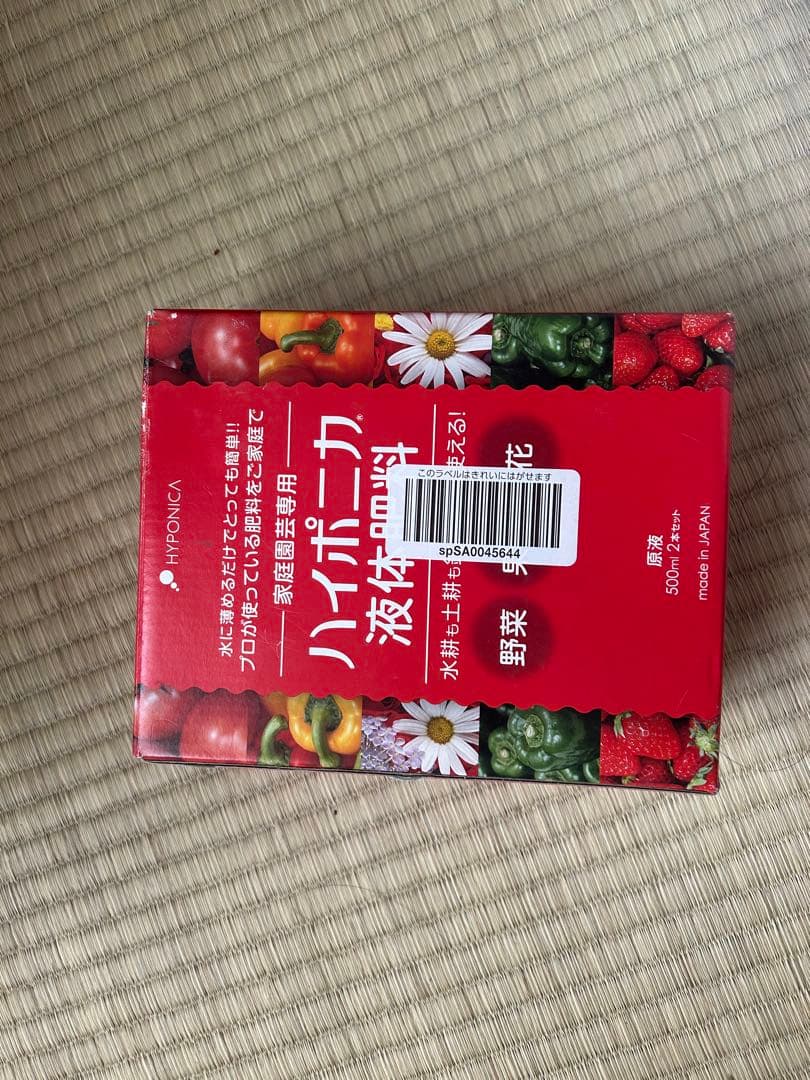 HYPONICA
水に薄めるだけでとっても簡単!!
プロが使っている肥料をご家庭で
家庭園芸専用
ハイポニカ®
液体肥料
水耕も土耕も 使える!
野菜 花
このラベルはきれいにはがせます
spSA0045644
原液
500ml 2本セット
made in JAPAN